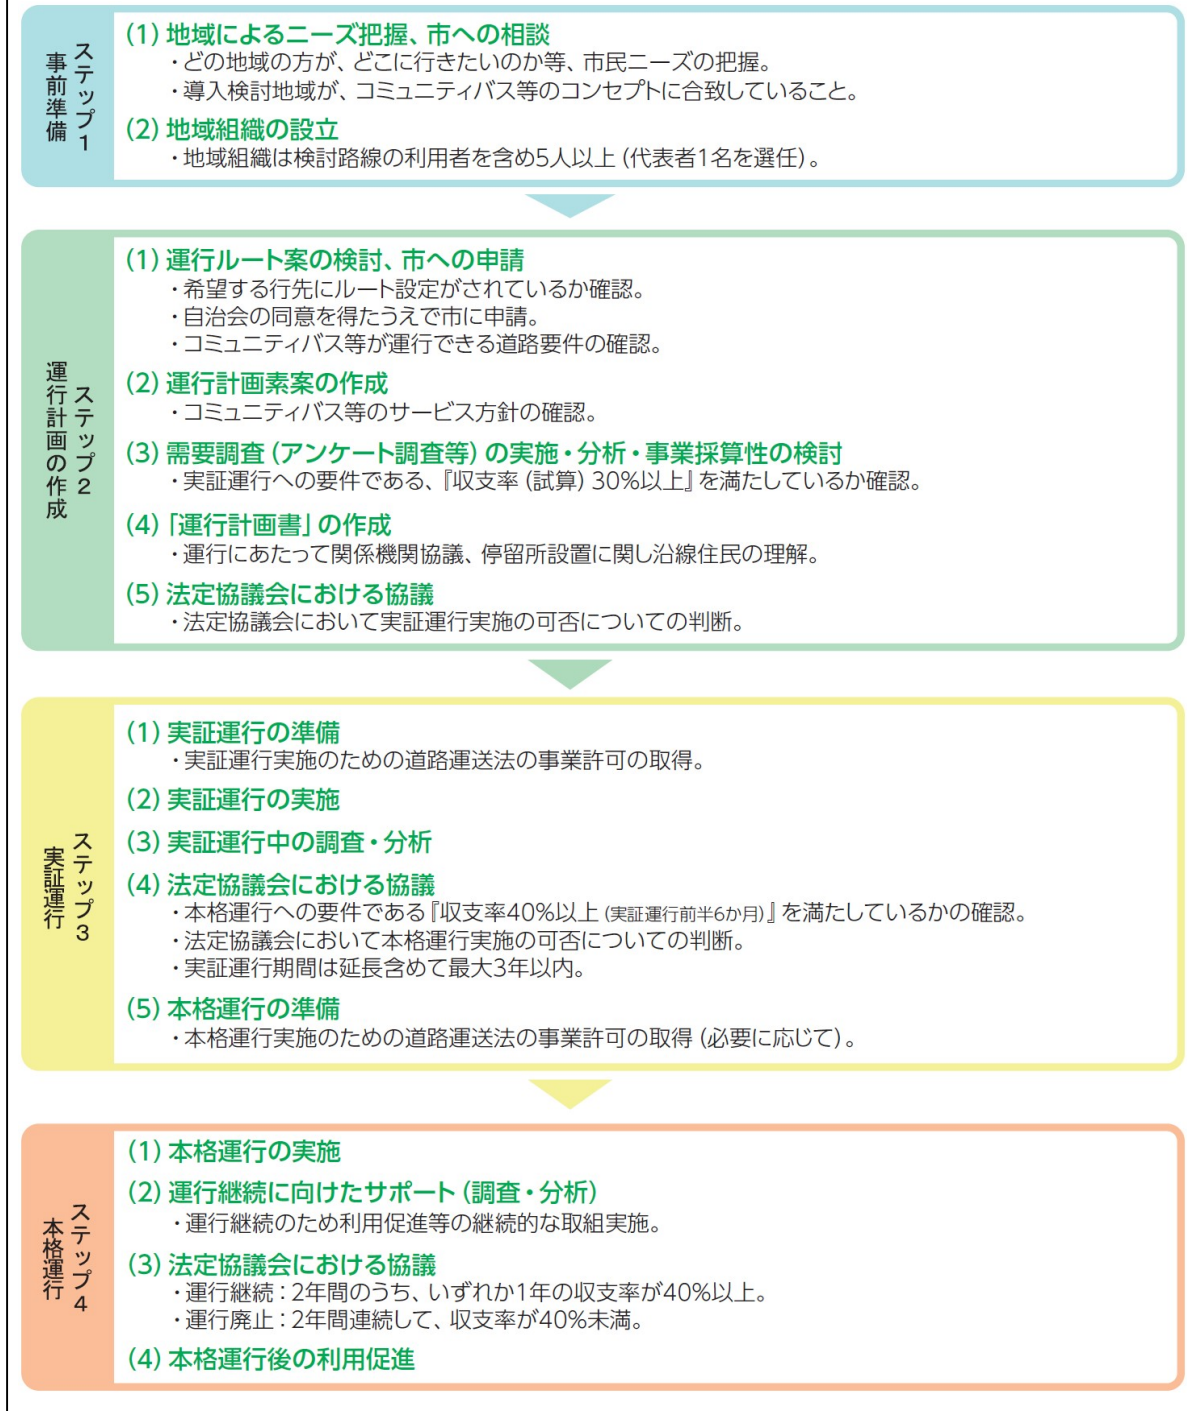 ステップ1
事前準備
(1) 地域によるニーズ把握、市への相談
・どの地域の方が、どこに行きたいのか等、市民ニーズの把握。
・導入検討地域が、コミュニティバス等のコンセプトに合致していること。
(2) 地域組織の設立
・地域組織は検討路線の利用者を含め5人以上 (代表者1名を選任)。
ステップ2
運行計画の作成
(1) 運行ルート案の検討、市への申請
・希望する行先にルート設定がされているか確認。
・自治会の同意を得たうえで市に申請。
・コミュニティバス等が運行できる道路要件の確認。
(2) 運行計画素案の作成
・コミュニティバス等のサービス方針の確認。
(3) 需要調査 (アンケート調査等) の実施・分析・事業採算性の検討
・実証運行への要件である、『収支率 (試算) 30%以上』を満たしているか確認。
(4) 「運行計画書」の作成
・運行にあたって関係機関協議、停留所設置に関し沿線住民の理解。
(5) 法定協議会における協議
・法定協議会において実証運行実施の可否についての判断。
ステップ3
実証運行
(1) 実証運行の準備
・実証運行実施のための道路運送法の事業許可の取得。
(2) 実証運行の実施
(3) 実証運行中の調査・分析
(4) 法定協議会における協議
・本格運行への要件である『収支率40%以上 (実証運行前半6か月)』を満たしているかの確認。
・法定協議会において本格運行実施の可否についての判断。
・実証運行期間は延長含めて最大3年以内。
(5) 本格運行の準備
・本格運行実施のための道路運送法の事業許可の取得 (必要に応じて)。
ステップ4
本格運行
(1) 本格運行の実施
(2) 運行継続に向けたサポート (調査・分析)
・運行継続のため利用促進等の継続的な取組実施。
(3) 法定協議会における協議
・運行継続:2年間のうち、いずれか1年の収支率が40%以上。
・運行廃止:2年間連続して、収支率が40%未満。
(4) 本格運行後の利用促進